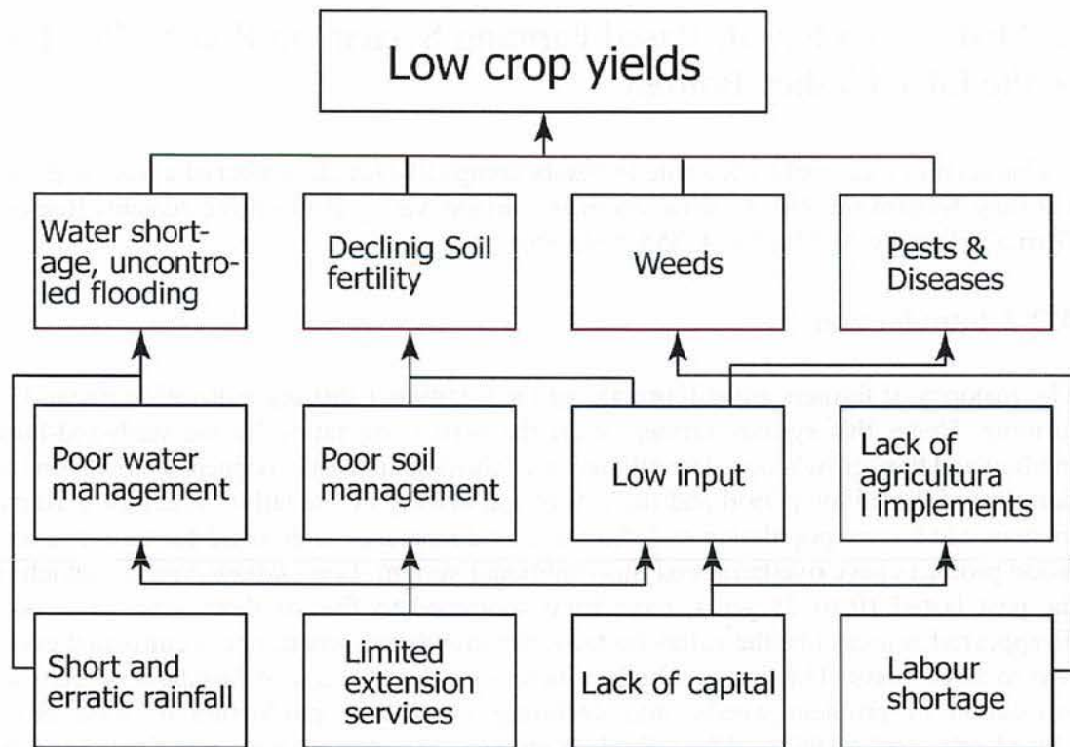 Low crop yields
Water short-
age, uncontro-
led flooding
Declinig Soil
fertility
Weeds
Pests &
Diseases
Poor water
management
Poor soil
management
Low input
Lack of
agricultura
l implements
Short and
erratic rainfall
Limited
extension
services
Lack of capital
Labour
shortage